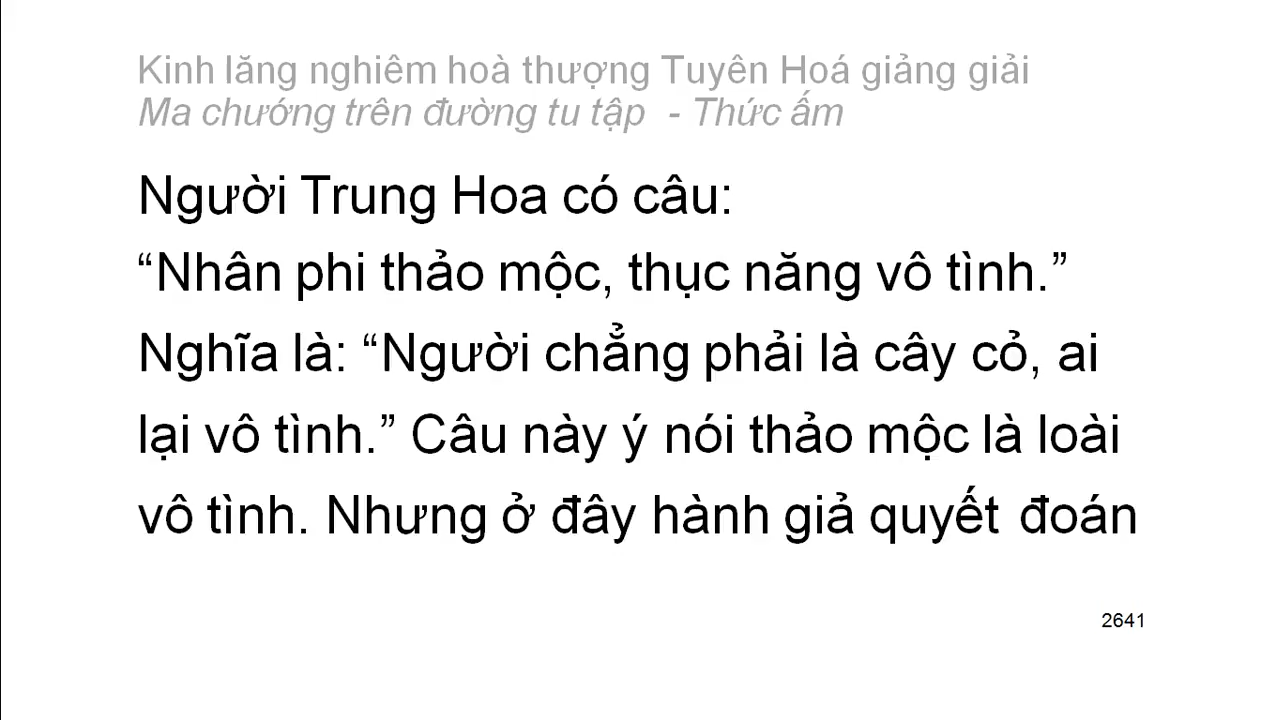 Kinh lăng nghiêm hoà thượng Tuyên Hoá giảng giải
Ma chướng trên đường tu tập - Thức ấm
Người Trung Hoa có câu:
“Nhân phi thảo mộc, thục năng vô tình.”
Nghĩa là: “Người chẳng phải là cây cỏ, ai
lại vô tình.” Câu này ý nói thảo mộc là loài
vô tình. Nhưng ở đây hành giả quyết đoán
2641